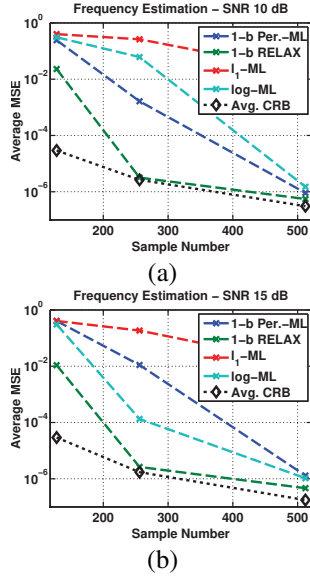 Frequency Estimation – SNR 10 dB
10^0
10^-2
10^-4
10^-6
Average MSE
1-b Per.-ML
1-b RELAX
l_1-ML
log-ML
Avg. CRB
200 300 400 500
Sample Number
(a)
Frequency Estimation – SNR 15 dB
10^0
10^-2
10^-4
10^-6
Average MSE
1-b Per.-ML
1-b RELAX
l_1-ML
log-ML
Avg. CRB
200 300 400 500
Sample Number
(b)